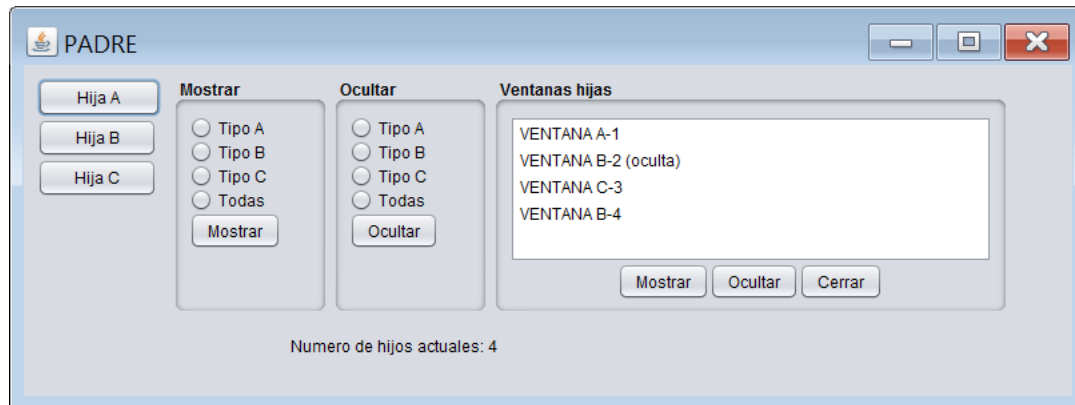 PADRE
Hija A
Hija B
Hija C
Mostrar
Tipo A
Tipo B
Tipo C
Todas
Mostrar
Ocultar
Tipo A
Tipo B
Tipo C
Todas
Ocultar
Ventanas hijas
VENTANA A-1
VENTANA B-2 (oculta)
VENTANA C-3
VENTANA B-4
Mostrar
Ocultar
Cerrar
Numero de hijos actuales: 4